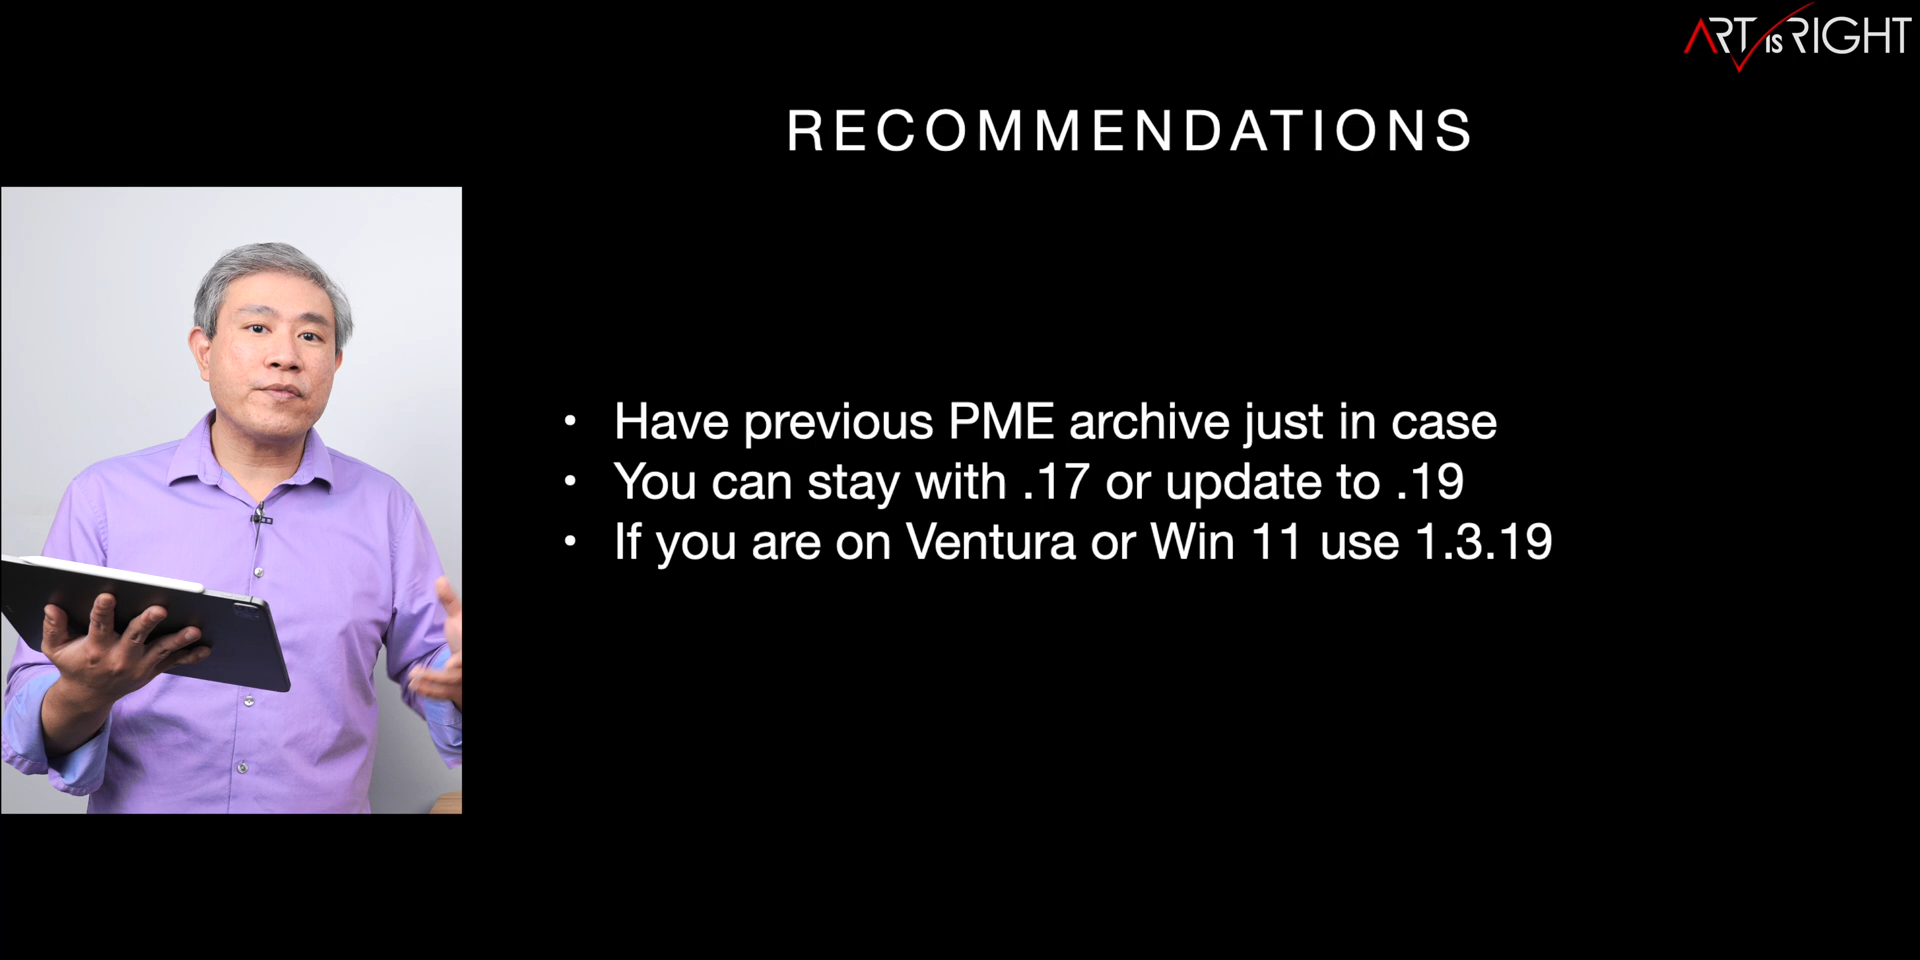 ART IS RIGHT
RECOMMENDATIONS
• Have previous PME archive just in case
• You can stay with .17 or update to .19
• If you are on Ventura or Win 11 use 1.3.19